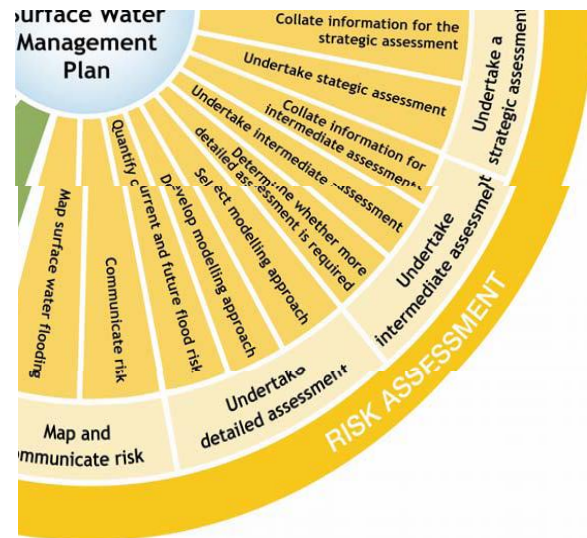 Surface Water
Management
Plan
Collate information for the
strategic assessment
Undertake stategic assessment
Collate information for
intermediate assessment
Undertake intermediate assessment
Determine whether more
detailed assessment is required
Select modelling approach
Develop modelling approach
Quantify current and future flood risk
Communicate risk
Map surface water flooding
Undertake a
strategic assessment
Undertake
intermediate assessment
Undertake
detailed assessment
Map and
communicate risk
RISK ASSESSMENT